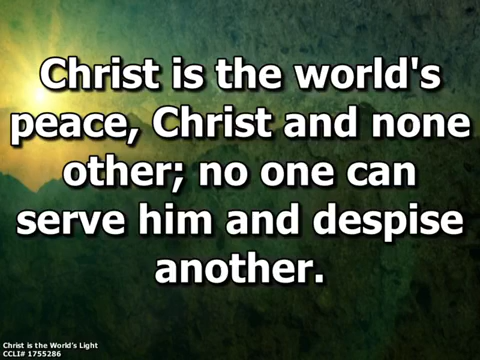 Christ is the world's
peace, Christ and none
other; no one can
serve him and despise
another.
Christ is the World's Light
CCLI# 1755286